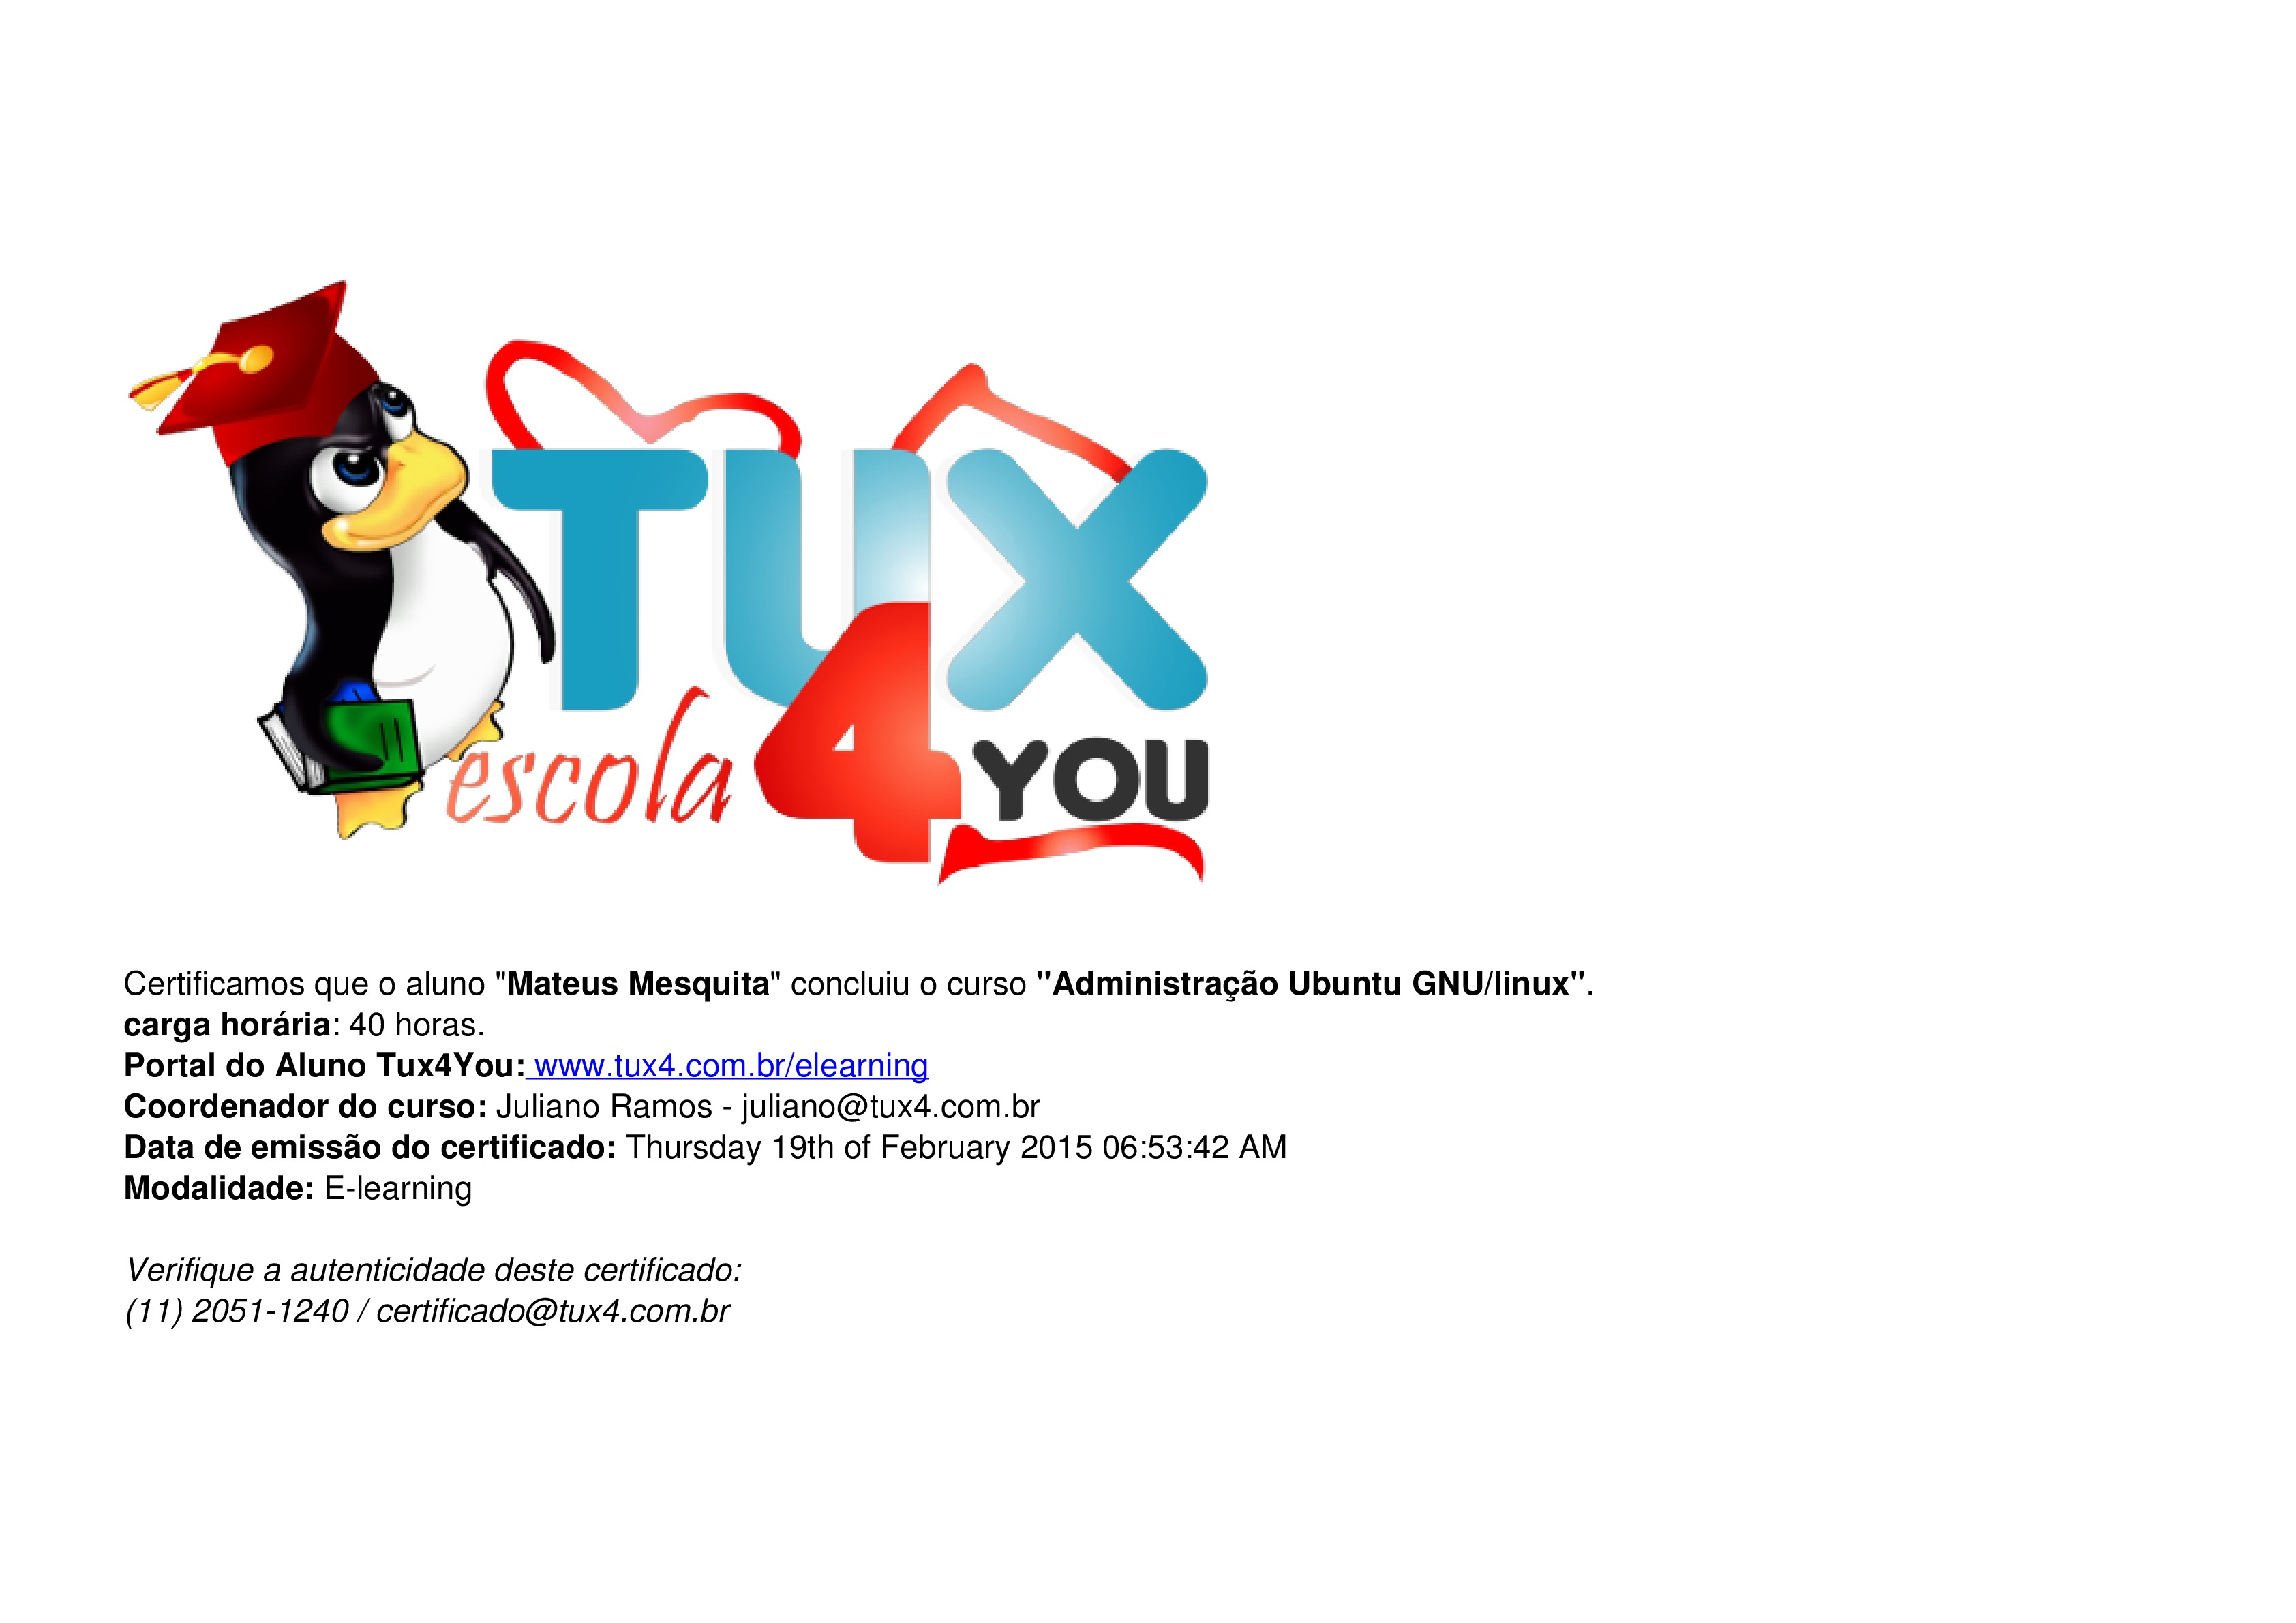 TUX
escola 4 YOU
Certificamos que o aluno "Mateus Mesquita" concluiu o curso "Administração Ubuntu GNU/linux".
carga horária: 40 horas.
Portal do Aluno Tux4You: www.tux4.com.br/elearning
Coordenador do curso: Juliano Ramos - juliano@tux4.com.br
Data de emissão do certificado: Thursday 19th of February 2015 06:53:42 AM
Modalidade: E-learning
Verifique a autenticidade deste certificado:
(11) 2051-1240 / certificado@tux4.com.br